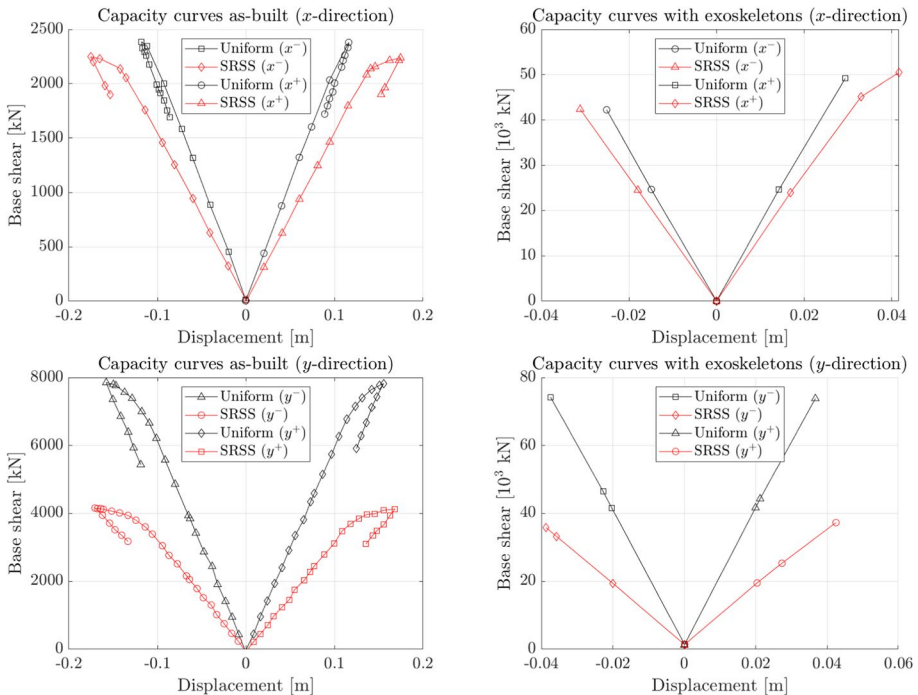 Capacity curves as-built (x-direction)
2500
2000
1500
1000
500
0
-0.2
-0.1
0
0.1
0.2
Base shear [kN]
Displacement [m]
Uniform (x⁻)
SRSS (x⁻)
Uniform (x⁺)
SRSS (x⁺)
Capacity curves with exoskeletons (x-direction)
60
50
40
30
20
10
0
-0.04
-0.02
0
0.02
0.04
Base shear [10³ kN]
Displacement [m]
Uniform (x⁻)
SRSS (x⁻)
Uniform (x⁺)
SRSS (x⁺)
Capacity curves as-built (y-direction)
8000
6000
4000
2000
0
-0.2
-0.1
0
0.1
0.2
Base shear [kN]
Displacement [m]
Uniform (y⁻)
SRSS (y⁻)
Uniform (y⁺)
SRSS (y⁺)
Capacity curves with exoskeletons (y-direction)
80
60
40
20
0
-0.04
-0.02
0
0.02
0.04
0.06
Base shear [10³ kN]
Displacement [m]
Uniform (y⁻)
SRSS (y⁻)
Uniform (y⁺)
SRSS (y⁺)